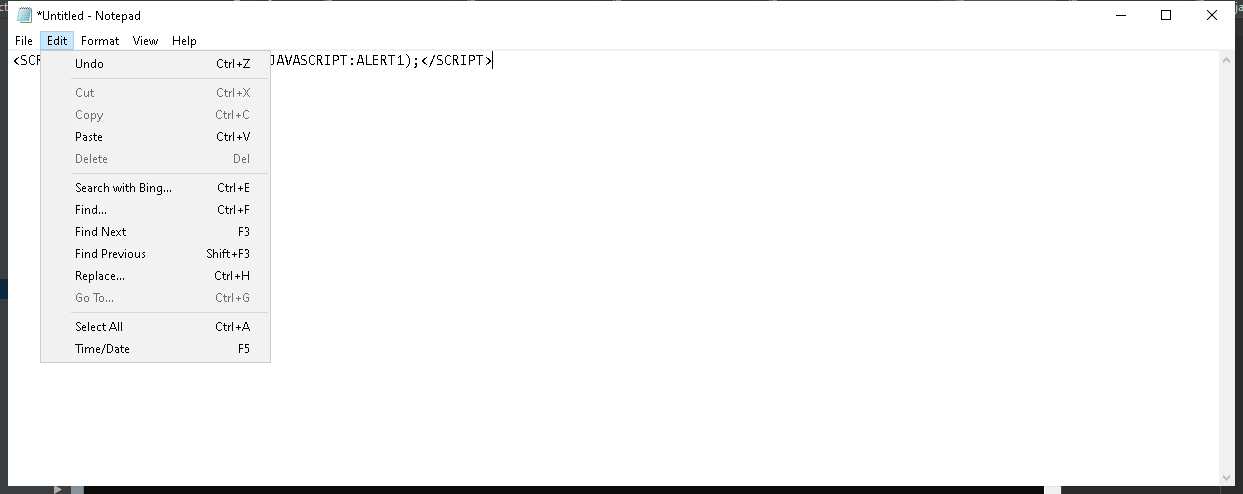 *Untitled - Notepad
File Edit Format View Help
<SCR JAVASCRIPT:ALERT1);</SCRIPT>
Undo Ctrl+Z
Cut Ctrl+X
Copy Ctrl+C
Paste Ctrl+V
Delete Del
Search with Bing... Ctrl+E
Find... Ctrl+F
Find Next F3
Find Previous Shift+F3
Replace... Ctrl+H
Go To... Ctrl+G
Select All Ctrl+A
Time/Date F5